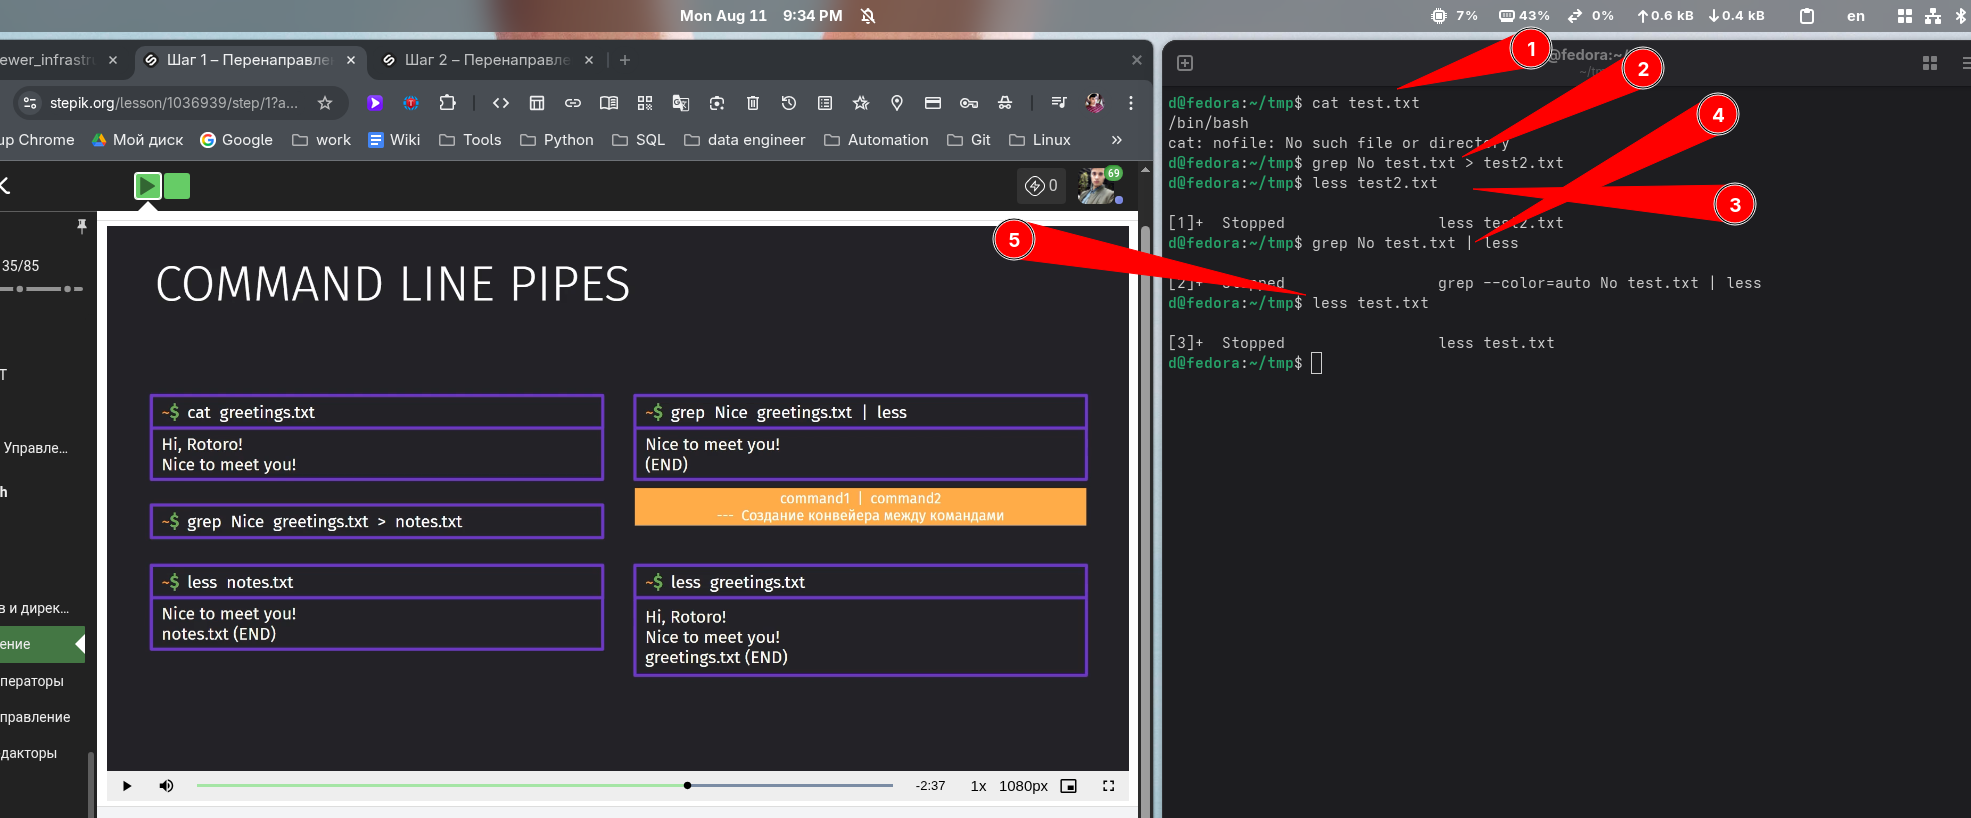 Mon Aug 11 9:34 PM
7% 43% 0% ↑0.6 kB ↓0.4 kB en
ewer_infrastru × Шаг 1 – Перенаправле × Шаг 2 – Перенаправле × +
stepik.org/lesson/1036939/step/1?a...
up Chrome Мой диск Google work Wiki Tools Python SQL data engineer Automation Git Linux »
0
69
35/85
Т
Управле...
h
в и дирек...
ение
ператоры
правление
дакторы
COMMAND LINE PIPES
~$ cat greetings.txt
Hi, Rotoro!
Nice to meet you!
~$ grep Nice greetings.txt > notes.txt
~$ less notes.txt
Nice to meet you!
notes.txt (END)
~$ grep Nice greetings.txt | less
Nice to meet you!
(END)
command1 | command2
--- Создание конвейера между командами
~$ less greetings.txt
Hi, Rotoro!
Nice to meet you!
greetings.txt (END)
-2:37 1x 1080px
@fedora:~/
d@fedora:~/tmp$ cat test.txt
/bin/bash
cat: nofile: No such file or directory
d@fedora:~/tmp$ grep No test.txt > test2.txt
d@fedora:~/tmp$ less test2.txt
[1]+ Stopped less test2.txt
d@fedora:~/tmp$ grep No test.txt | less
[2]+ Stopped grep --color=auto No test.txt | less
d@fedora:~/tmp$ less test.txt
[3]+ Stopped less test.txt
d@fedora:~/tmp$
1
2
4
3
5